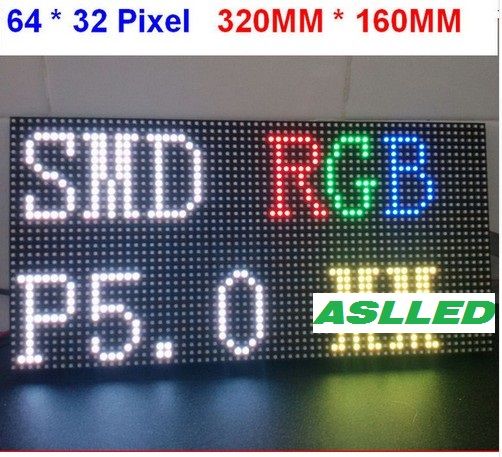 64 * 32 Pixel 320MM * 160MM
SMD RGB
P5.0
ASLLED